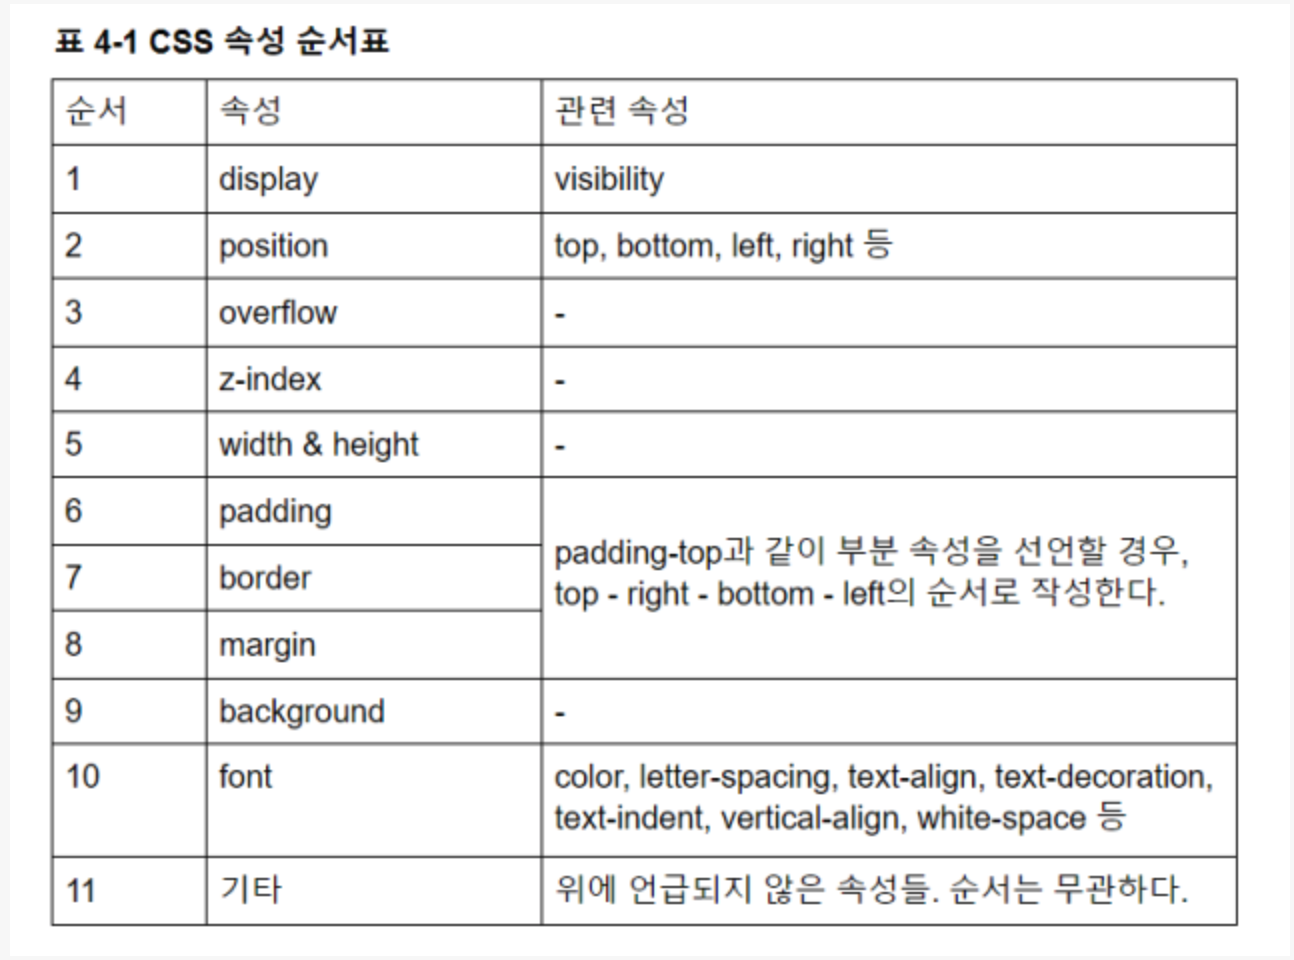 표 4-1 CSS 속성 순서표
순서 속성 관련 속성
1 display visibility
2 position top, bottom, left, right 등
3 overflow -
4 z-index -
5 width & height -
6 padding
7 border
8 margin
padding-top과 같이 부분 속성을 선언할 경우,
top - right - bottom - left의 순서로 작성한다.
9 background -
10 font color, letter-spacing, text-align, text-decoration,
text-indent, vertical-align, white-space 등
11 기타 위에 언급되지 않은 속성들. 순서는 무관하다.